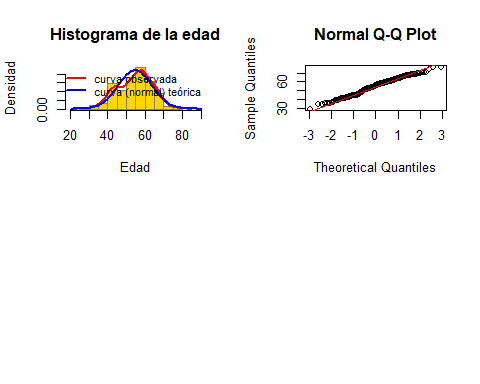 Histograma de la edad
Densidad
0.00
curva observada
curva (normal) teórica
20 40 60 80
Edad
Normal Q-Q Plot
Sample Quantiles
30 60
-3 -2 -1 0 1 2 3
Theoretical Quantiles